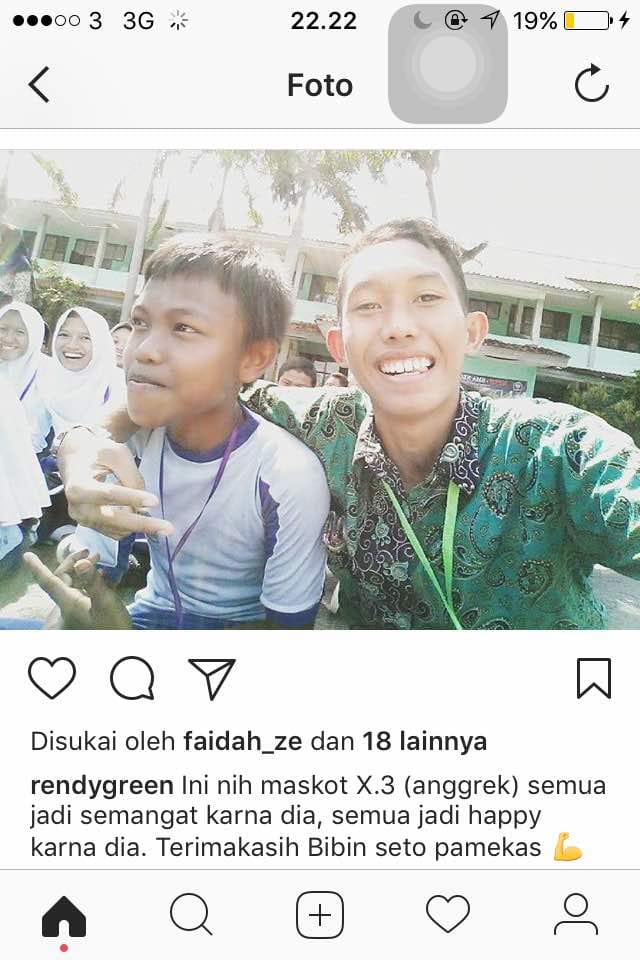 3 3G 22.22 19%
Foto
Disukai oleh faidah_ze dan 18 lainnya
rendygreen Ini nih maskot X.3 (anggrek) semua
jadi semangat karna dia, semua jadi happy
karna dia. Terimakasih Bibin seto pamekas 💪